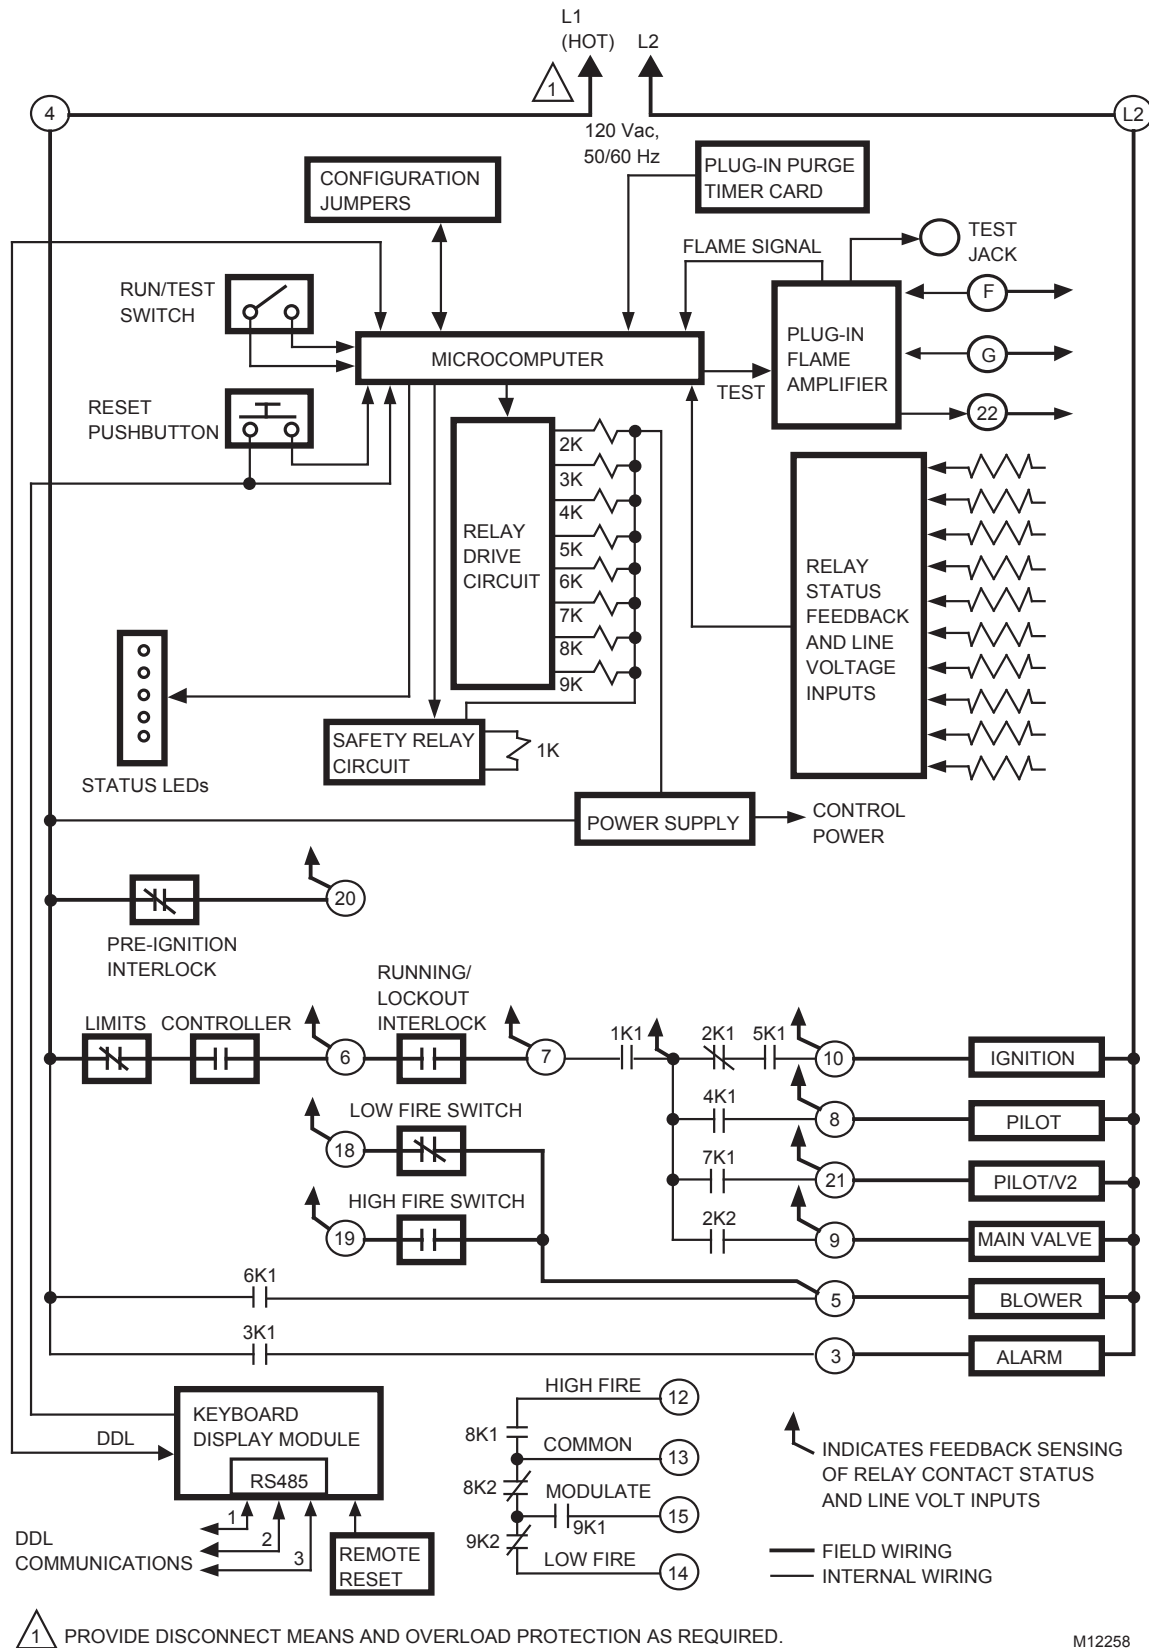 L1
(HOT)
L2
1
4
L2
120 Vac,
50/60 Hz
CONFIGURATION
JUMPERS
PLUG-IN PURGE
TIMER CARD
FLAME SIGNAL
TEST
JACK
RUN/TEST
SWITCH
F
MICROCOMPUTER
PLUG-IN
FLAME
AMPLIFIER
G
TEST
22
RESET
PUSHBUTTON
2K
3K
4K
5K
6K
7K
8K
9K
RELAY
DRIVE
CIRCUIT
RELAY
STATUS
FEEDBACK
AND LINE
VOLTAGE
INPUTS
STATUS LEDs
SAFETY RELAY
CIRCUIT
1K
POWER SUPPLY
CONTROL
POWER
20
PRE-IGNITION
INTERLOCK
RUNNING/
LOCKOUT
INTERLOCK
LIMITS
CONTROLLER
6
7
1K1
2K1
5K1
10
IGNITION
LOW FIRE SWITCH
18
4K1
8
PILOT
7K1
21
PILOT/V2
HIGH FIRE SWITCH
19
2K2
9
MAIN VALVE
6K1
5
BLOWER
3K1
3
ALARM
HIGH FIRE
12
8K1
COMMON
13
8K2
MODULATE
15
9K1
9K2
LOW FIRE
14
KEYBOARD
DISPLAY MODULE
RS485
DDL
1
2
3
DDL
COMMUNICATIONS
REMOTE
RESET
INDICATES FEEDBACK SENSING
OF RELAY CONTACT STATUS
AND LINE VOLT INPUTS
FIELD WIRING
INTERNAL WIRING
1 PROVIDE DISCONNECT MEANS AND OVERLOAD PROTECTION AS REQUIRED.
M12258